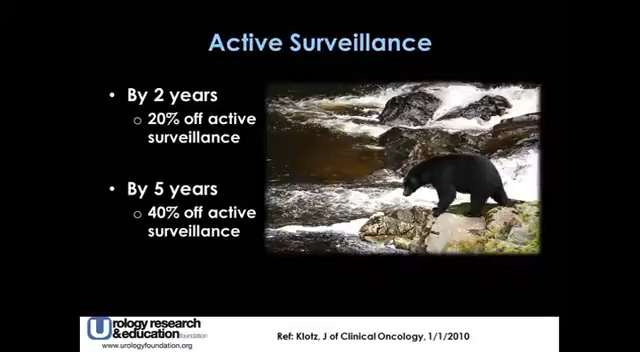 Active Surveillance
• By 2 years
o 20% off active
surveillance
• By 5 years
o 40% off active
surveillance
Urology research
&education foundation
www.urologyfoundation.org
Ref: Klotz, J of Clinical Oncology, 1/1/2010